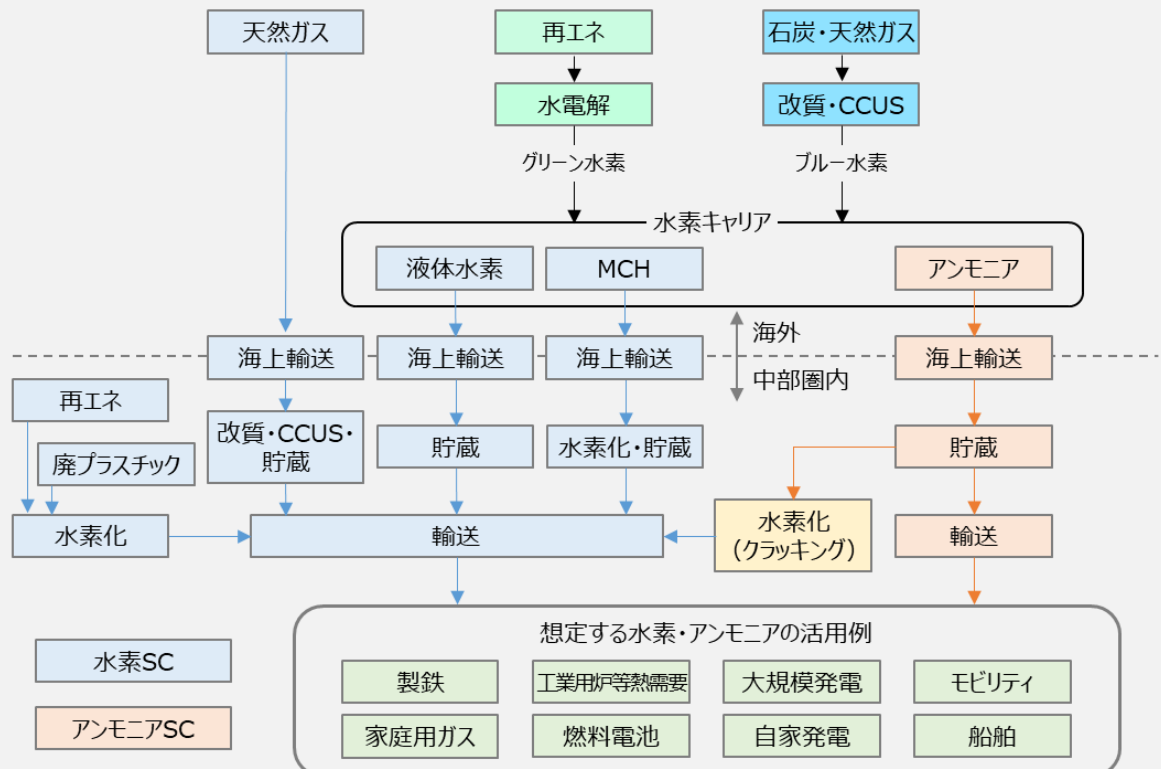 天然ガス
再エネ
石炭・天然ガス
水電解
改質・CCUS
グリーン水素
ブルー水素
水素キャリア
液体水素
MCH
アンモニア
海外
海上輸送
海上輸送
海上輸送
海上輸送
中部圏内
再エネ
改質・CCUS・
貯蔵
貯蔵
水素化・貯蔵
貯蔵
廃プラスチック
水素化
輸送
水素化
（クラッキング）
輸送
想定する水素・アンモニアの活用例
水素SC
製鉄
工業用炉等熱需要
大規模発電
モビリティ
アンモニアSC
家庭用ガス
燃料電池
自家発電
船舶